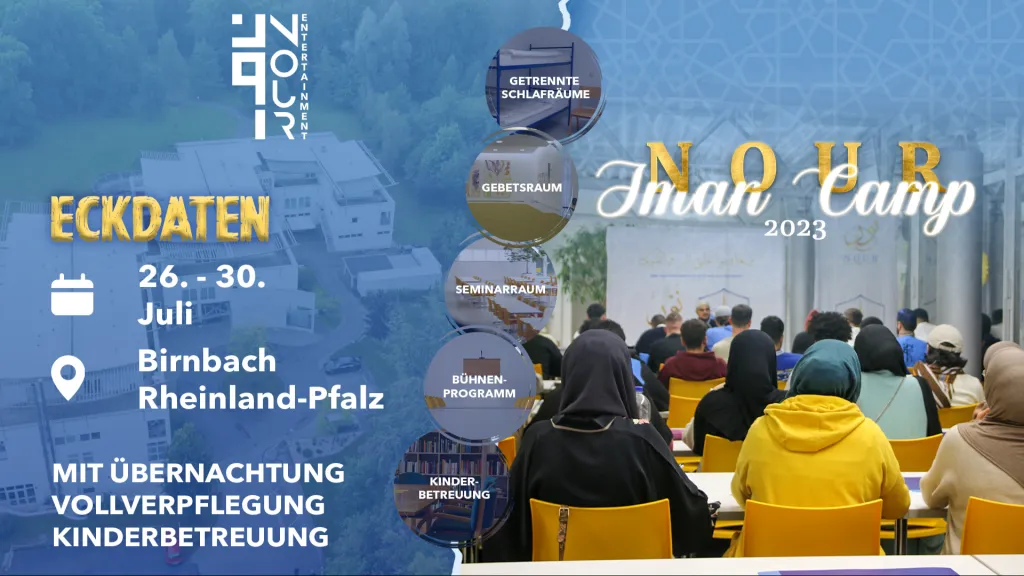 NOUR
ENTERTAINMENT
ECKDATEN
26. - 30.
Juli
Birnbach
Rheinland-Pfalz
MIT ÜBERNACHTUNG
VOLLVERPFLEGUNG
KINDERBETREUUNG
GETRENNTE
SCHLAFRÄUME
GEBETSRAUM
SEMINARRAUM
BÜHNEN-
PROGRAMM
KINDER-
BETREUUNG
NOUR
Iman Camp
2023